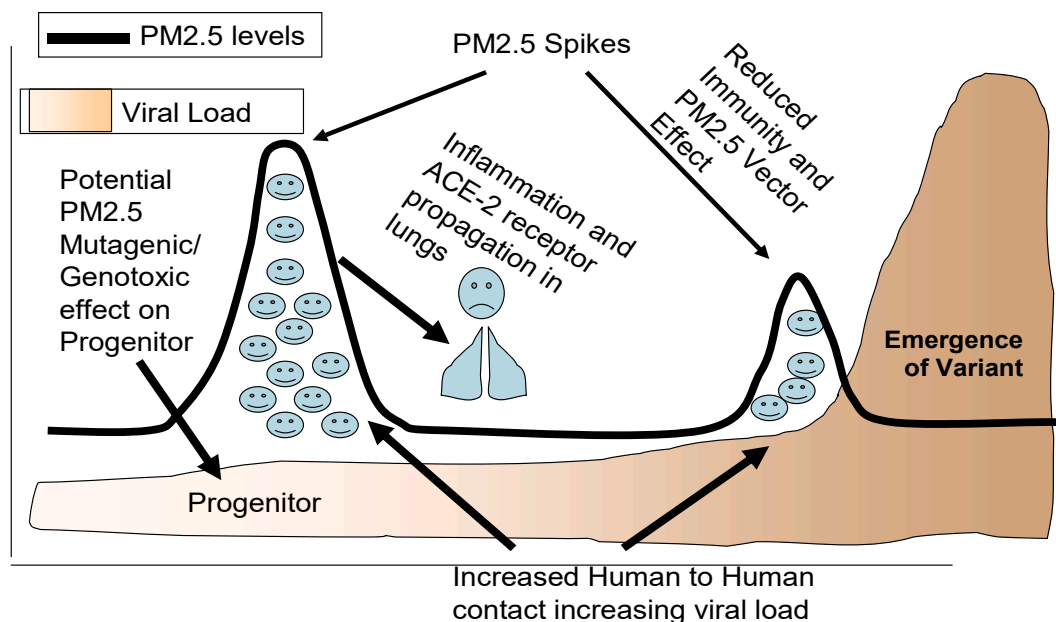 PM2.5 levels
Viral Load
PM2.5 Spikes
Reduced
Immunity and
PM2.5 Vector
Effect
Potential
PM2.5
Mutagenic/
Genotoxic
effect on
Progenitor
Inflammation and
ACE-2 receptor
propagation in
lungs
Emergence
of Variant
Progenitor
Increased Human to Human
contact increasing viral load